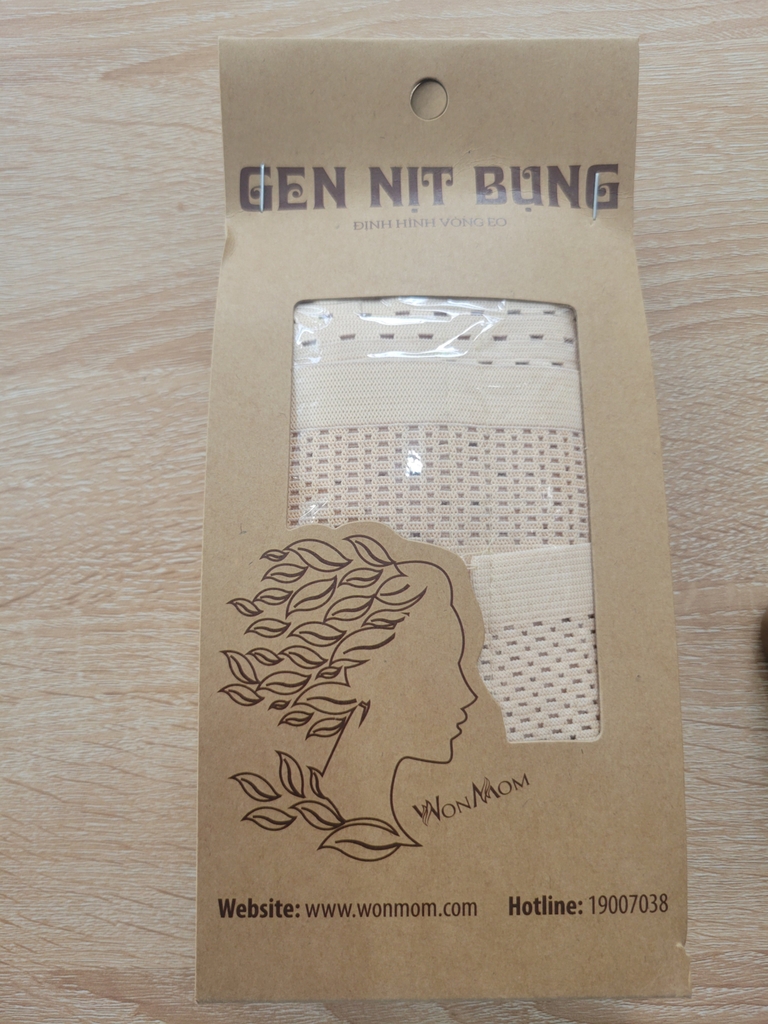 GEN NỊT BỤNG
ĐỊNH HÌNH VÒNG EO
WONMOM
Website: www.wonmom.com Hotline: 19007038